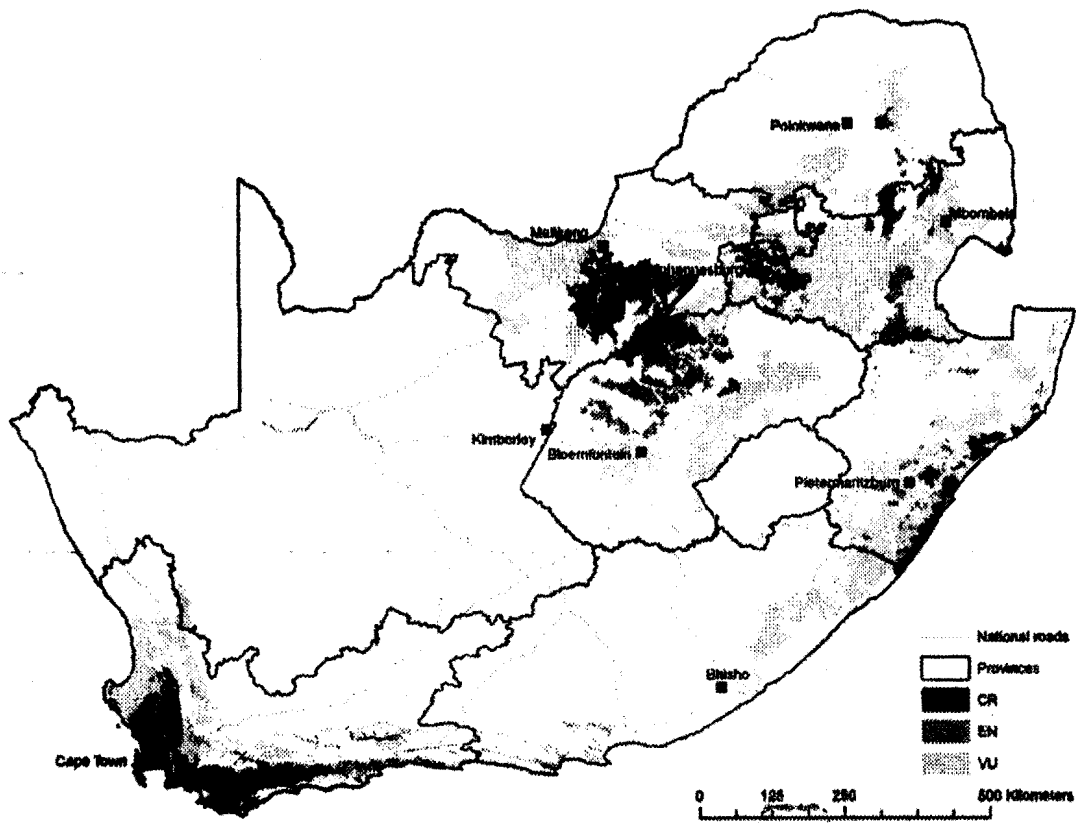 Polokwane
Mbombela
Mafikeng
Johannesburg
Kimberley
Bloemfontein
Pietermaritzburg
National roads
Provinces
Bhisho
CR
EN
Cape Town
VU
0 125 250 500 Kilometers